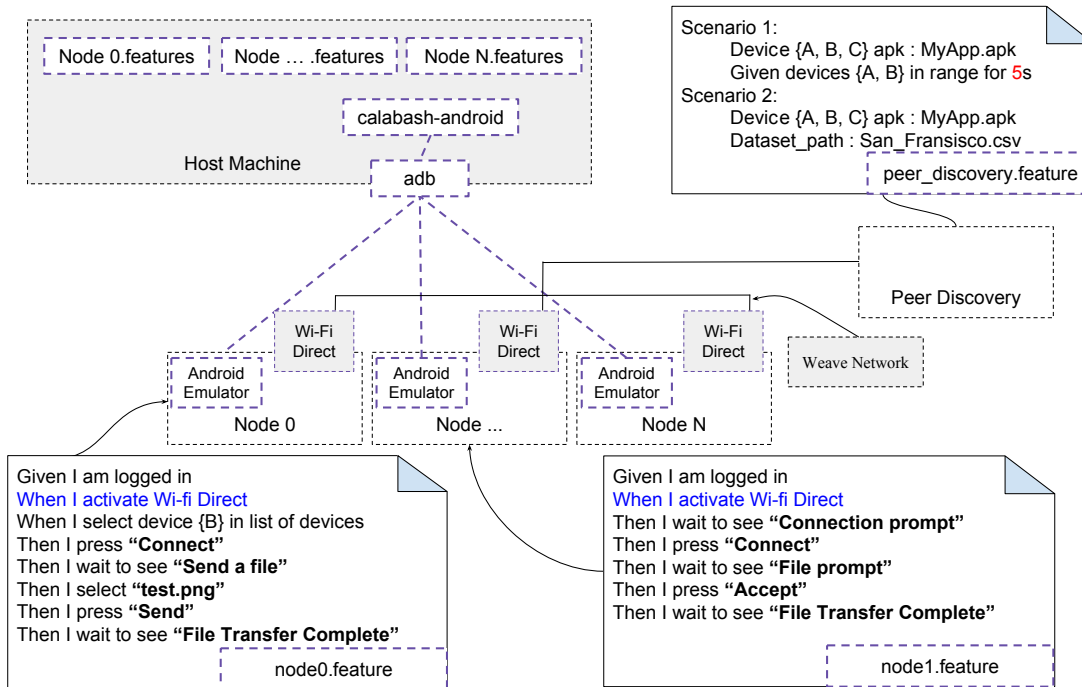 Node 0.features
Node … .features
Node N.features
calabash-android
Host Machine
adb
Scenario 1:
Device {A, B, C} apk : MyApp.apk
Given devices {A, B} in range for 5s
Scenario 2:
Device {A, B, C} apk : MyApp.apk
Dataset_path : San_Fransisco.csv
peer_discovery.feature
Peer Discovery
Wi-Fi
Direct
Wi-Fi
Direct
Wi-Fi
Direct
Weave Network
Android
Emulator
Node 0
Android
Emulator
Node ...
Android
Emulator
Node N
Given I am logged in
When I activate Wi-fi Direct
When I select device {B} in list of devices
Then I press “Connect”
Then I wait to see “Send a file”
Then I select “test.png”
Then I press “Send”
Then I wait to see “File Transfer Complete”
node0.feature
Given I am logged in
When I activate Wi-fi Direct
Then I wait to see “Connection prompt”
Then I press “Connect”
Then I wait to see “File prompt”
Then I press “Accept”
Then I wait to see “File Transfer Complete”
node1.feature